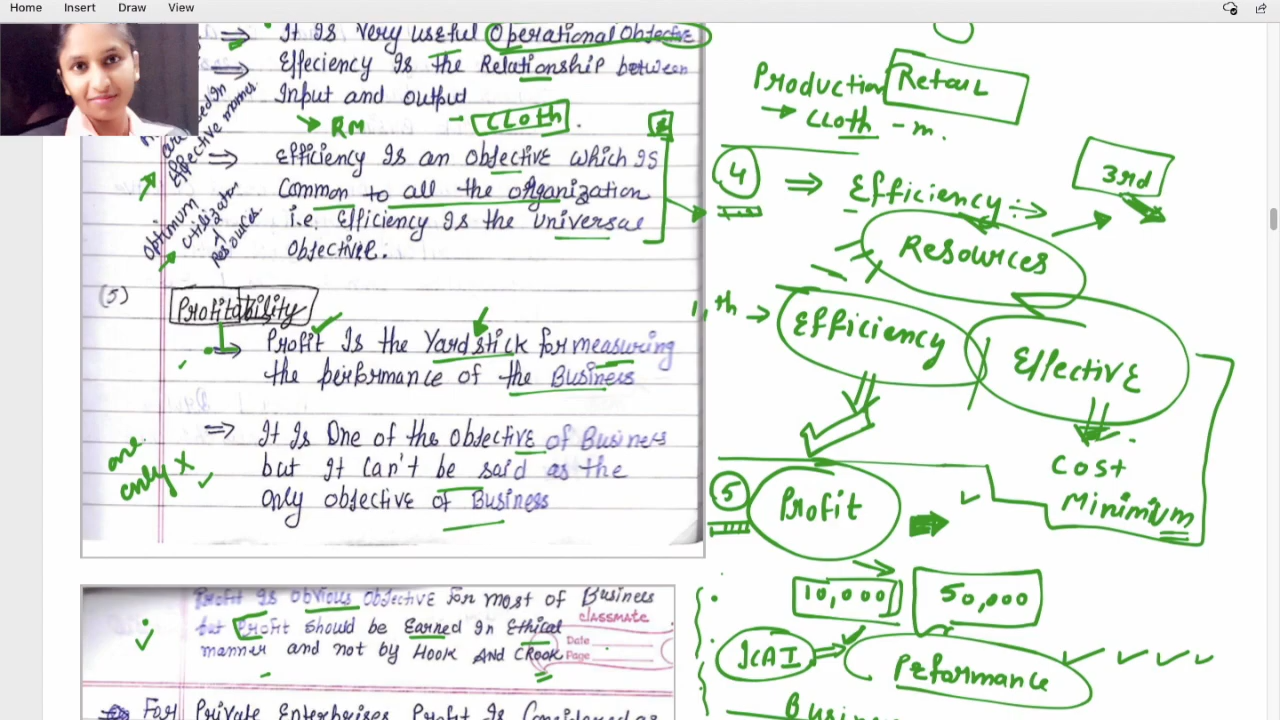 Home Insert Draw View
⇒ It Is very useful Operational Objective
⇒ Effeciency Is the Relationship between
Input and output
→ RM → CLOTH.
⇒ Efficiency Is an objective which Is
Common to all the organization
i.e. Efficiency Is the Universal
Objective.
Effective manner
Optimum
utilization
of
Resources
(5) Profitability
⇒ Profit Is the Yardstick for measuring
the performance of the Business
⇒ It Is One of the objective of Business
but It can't be said as the
only objective of Business
one
only x ✓
Profit Is obvious objective for most of Business
but Profit should be Earned In Ethical
manner and not by Hook And CRook
CLASSMATE
Date
Page
For Private Enterprises Profit Is Considered as
Production Retail
→ CLoth - m.
④ ⇒ Efficiency :→
3rd
Resources
11th → Efficiency
Effective
Cost
Minimum
⑤ Profit
10,000 50,000
ICAI ⇒ Performance